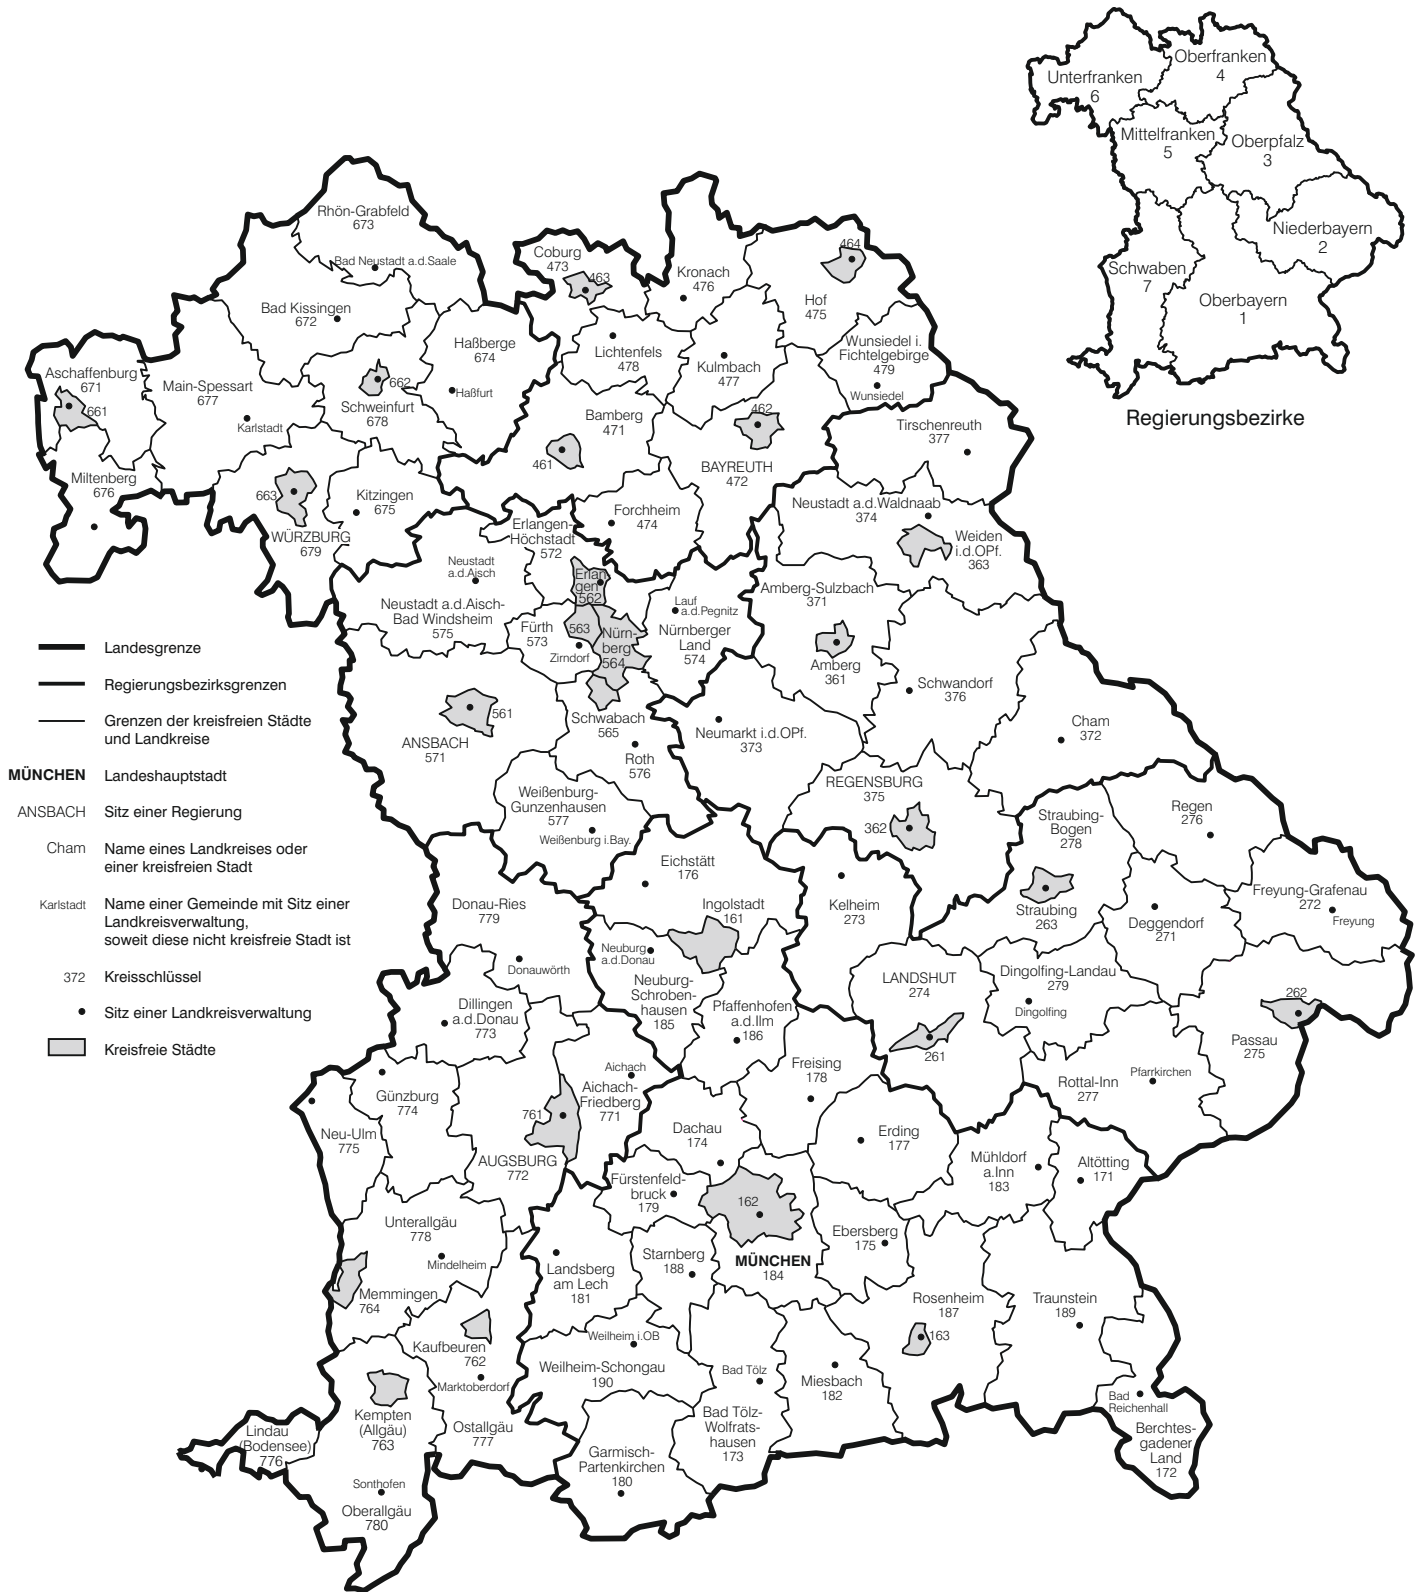 Unterfranken
6
Oberfranken
4
Mittelfranken
5
Oberpfalz
3
Niederbayern
2
Schwaben
7
Oberbayern
1
Regierungsbezirke
Rhön-Grabfeld
673
Bad Neustadt a.d.Saale
Coburg
473
463
Kronach
476
464
Hof
475
Bad Kissingen
672
Haßberge
674
Haßfurt
Lichtenfels
478
Kulmbach
477
Wunsiedel i.
Fichtelgebirge
479
Wunsiedel
Aschaffenburg
671
661
Main-Spessart
677
Karlstadt
662
Schweinfurt
678
Bamberg
471
461
462
BAYREUTH
472
Tirschenreuth
377
Miltenberg
676
663
WÜRZBURG
679
Kitzingen
675
Forchheim
474
Erlangen-
Höchstadt
572
Neustadt a.d.Waldnaab
374
Weiden
i.d.OPf.
363
Neustadt
a.d.Aisch
Neustadt a.d.Aisch-
Bad Windsheim
575
Erlan-
gen
562
Fürth
573
563
Zirndorf
Nürn-
berg
564
Lauf
a.d.Pegnitz
Nürnberger
Land
574
Amberg-Sulzbach
371
Amberg
361
Schwandorf
376
Cham
372
561
ANSBACH
571
Schwabach
565
Roth
576
Neumarkt i.d.OPf.
373
REGENSBURG
375
362
Weißenburg-
Gunzenhausen
577
Weißenburg i.Bay.
Straubing-
Bogen
278
Regen
276
Straubing
263
Deggendorf
271
Freyung-Grafenau
272
Freyung
Eichstätt
176
Ingolstadt
161
Kelheim
273
Donau-Ries
779
Donauwörth
Neuburg
a.d.Donau
Neuburg-
Schroben-
hausen
185
Pfaffenhofen
a.d.Ilm
186
LANDSHUT
274
261
Dingolfing-Landau
279
Dingolfing
262
Passau
275
Rottal-Inn
277
Pfarrkirchen
Dillingen
a.d.Donau
773
Günzburg
774
Neu-Ulm
775
761
AUGSBURG
772
Aichach
Aichach-
Friedberg
771
Freising
178
Dachau
174
Erding
177
Mühldorf
a.Inn
183
Altötting
171
Fürstenfeld-
bruck
179
162
MÜNCHEN
184
Ebersberg
175
Unterallgäu
778
Mindelheim
Memmingen
764
Landsberg
am Lech
181
Starnberg
188
Rosenheim
187
163
Traunstein
189
Kaufbeuren
762
Marktoberdorf
Ostallgäu
777
Weilheim i.OB
Weilheim-Schongau
190
Bad Tölz
Bad Tölz-
Wolfrats-
hausen
173
Miesbach
182
Bad
Reichenhall
Berchtes-
gadener
Land
172
Kempten
(Allgäu)
763
Lindau
(Bodensee)
776
Sonthofen
Oberallgäu
780
Garmisch-
Partenkirchen
180
Landesgrenze
Regierungsbezirksgrenzen
Grenzen der kreisfreien Städte
und Landkreise
MÜNCHEN Landeshauptstadt
ANSBACH Sitz einer Regierung
Cham Name eines Landkreises oder
einer kreisfreien Stadt
Karlstadt Name einer Gemeinde mit Sitz einer
Landkreisverwaltung,
soweit diese nicht kreisfreie Stadt ist
372 Kreisschlüssel
Sitz einer Landkreisverwaltung
Kreisfreie Städte